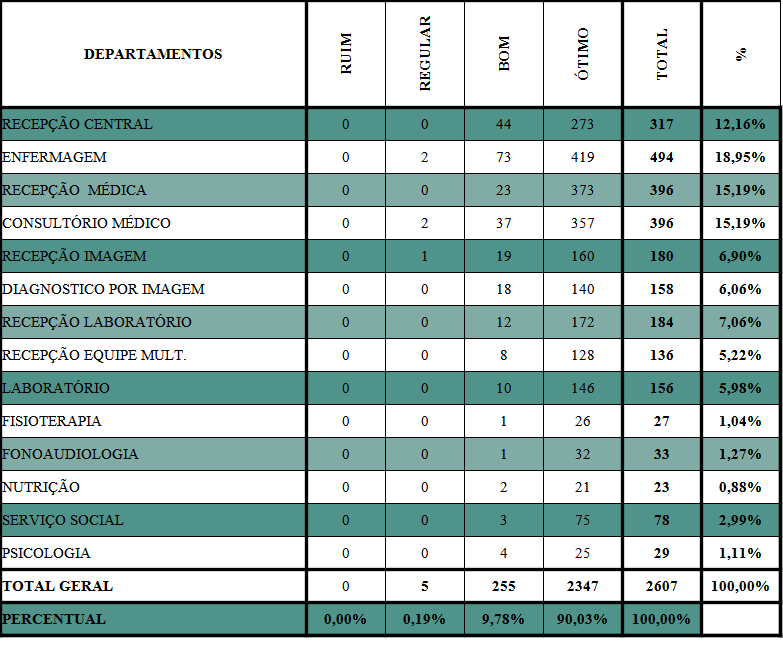 DEPARTAMENTOS RUIM REGULAR BOM ÓTIMO TOTAL %
RECEPÇÃO CENTRAL 0 0 44 273 317 12,16%
ENFERMAGEM 0 2 73 419 494 18,95%
RECEPÇÃO MÉDICA 0 0 23 373 396 15,19%
CONSULTÓRIO MÉDICO 0 2 37 357 396 15,19%
RECEPÇÃO IMAGEM 0 1 19 160 180 6,90%
DIAGNOSTICO POR IMAGEM 0 0 18 140 158 6,06%
RECEPÇÃO LABORATÓRIO 0 0 12 172 184 7,06%
RECEPÇÃO EQUIPE MULT. 0 0 8 128 136 5,22%
LABORATÓRIO 0 0 10 146 156 5,98%
FISIOTERAPIA 0 0 1 26 27 1,04%
FONOAUDIOLOGIA 0 0 1 32 33 1,27%
NUTRIÇÃO 0 0 2 21 23 0,88%
SERVIÇO SOCIAL 0 0 3 75 78 2,99%
PSICOLOGIA 0 0 4 25 29 1,11%
TOTAL GERAL 0 5 255 2347 2607 100,00%
PERCENTUAL 0,00% 0,19% 9,78% 90,03% 100,00%